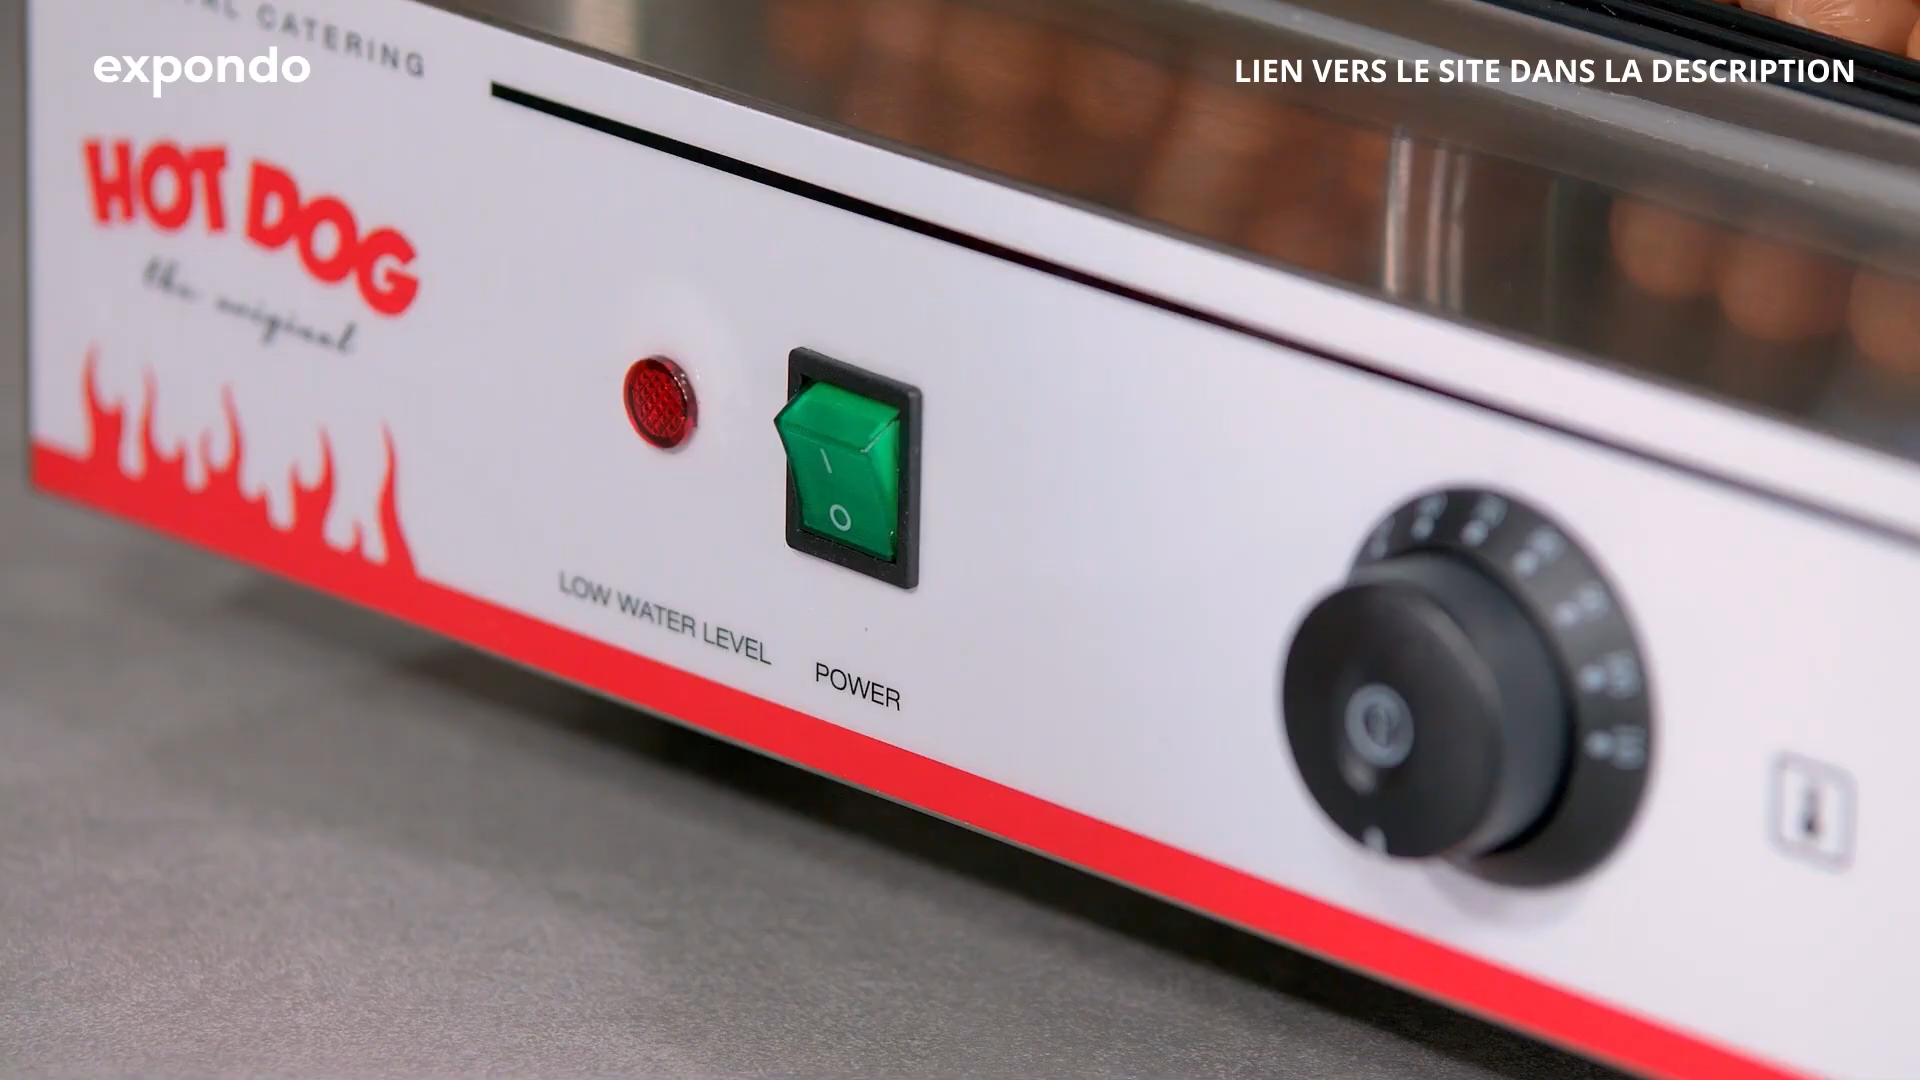 CATERING
expondo
LIEN VERS LE SITE DANS LA DESCRIPTION
HOT DOG
the original
I
O
LOW WATER LEVEL
POWER